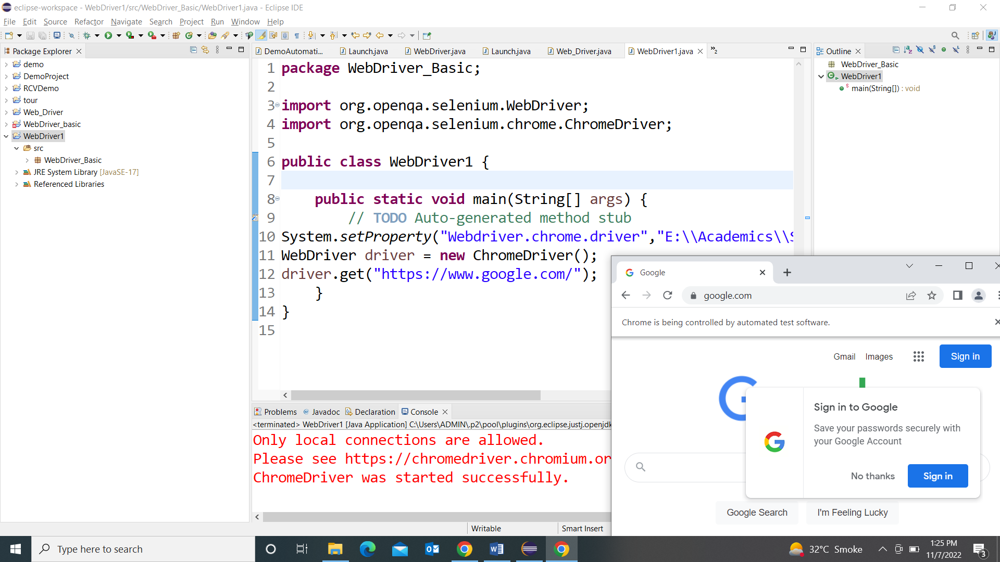 eclipse-workspace - WebDriver1/src/WebDriver_Basic/WebDriver1.java - Eclipse IDE
File Edit Source Refactor Navigate Search Project Run Window Help
Package Explorer
demo
DemoProject
RCVDemo
tour
Web_Driver
WebDriver_basic
WebDriver1
src
WebDriver_Basic
JRE System Library [JavaSE-17]
Referenced Libraries
DemoAutomati... Launch.java WebDriver.java Launch.java Web_Driver.java WebDriver1.java »2
1 package WebDriver_Basic;
2
3 import org.openqa.selenium.WebDriver;
4 import org.openqa.selenium.chrome.ChromeDriver;
5
6 public class WebDriver1 {
7
8 public static void main(String[] args) {
9 // TODO Auto-generated method stub
10 System.setProperty("Webdriver.chrome.driver","E:\\Academics\\S
11 WebDriver driver = new ChromeDriver();
12 driver.get("https://www.google.com/");
13 }
14 }
15
Outline
WebDriver_Basic
WebDriver1
main(String[]) : void
Problems @ Javadoc Declaration Console
<terminated> WebDriver1 [Java Application] C:\Users\ADMIN\.p2\pool\plugins\org.eclipse.justj.openjdk
Only local connections are allowed.
Please see https://chromedriver.chromium.or
ChromeDriver was started successfully.
Writable Smart Insert
Google
google.com
Chrome is being controlled by automated test software.
Gmail Images Sign in
Sign in to Google
Save your passwords securely with
your Google Account
No thanks Sign in
Google Search I'm Feeling Lucky
Type here to search
32°C Smoke
1:25 PM
11/7/2022
3